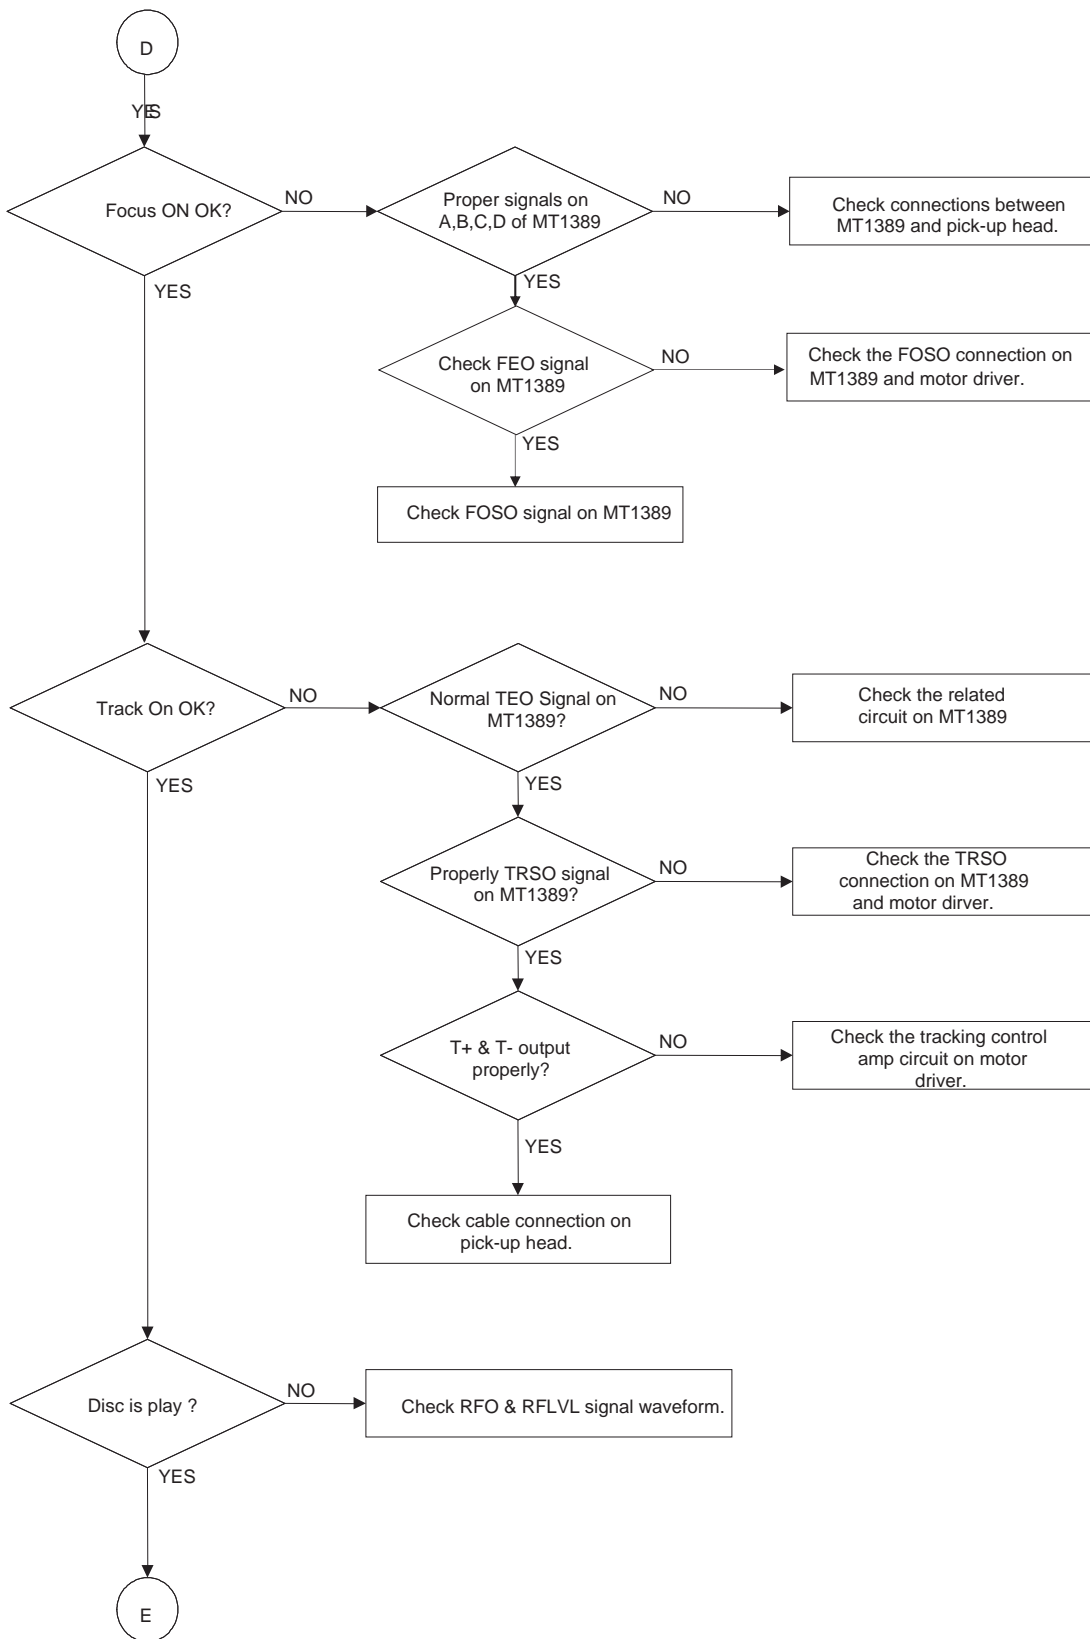 D
YES
Focus ON OK?
NO
Proper signals on
A,B,C,D of MT1389
NO
Check connections between
MT1389 and pick-up head.
YES
YES
Check FEO signal
on MT1389
NO
Check the FOSO connection on
MT1389 and motor driver.
YES
Check FOSO signal on MT1389
Track On OK?
NO
Normal TEO Signal on
MT1389?
NO
Check the related
circuit on MT1389
YES
YES
Properly TRSO signal
on MT1389?
NO
Check the TRSO
connection on MT1389
and motor dirver.
YES
T+ & T- output
properly?
NO
Check the tracking control
amp circuit on motor
driver.
YES
Check cable connection on
pick-up head.
Disc is play ?
NO
Check RFO & RFLVL signal waveform.
YES
E